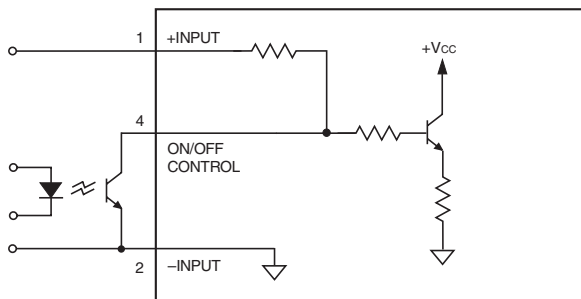 1 +INPUT
+VCC
4
ON/OFF
CONTROL
2 –INPUT